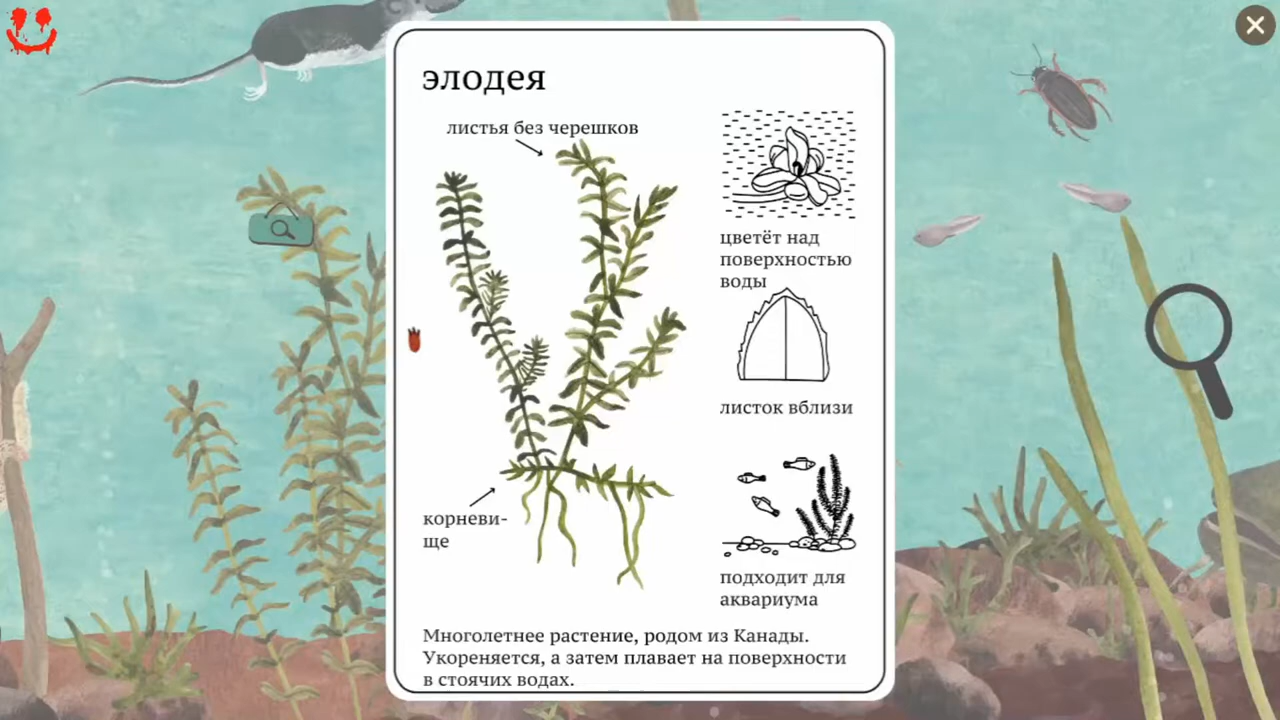 элодея
листья без черешков
цветёт над
поверхностью
воды
листок вблизи
корневи-
ще
подходит для
аквариума
Многолетнее растение, родом из Канады.
Укореняется, а затем плавает на поверхности
в стоячих водах.